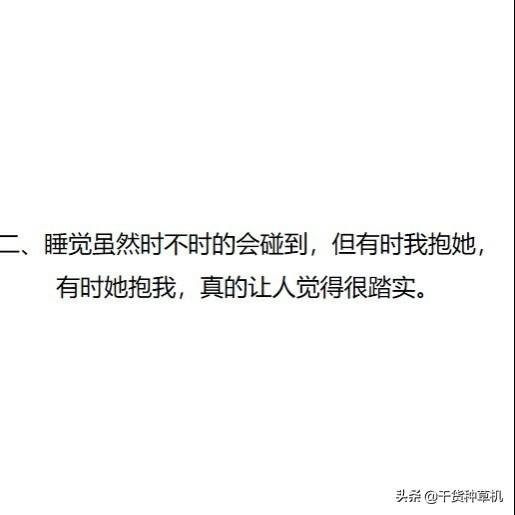 二、睡觉虽然时不时的会碰到，但有时我抱她，
有时她抱我，真的让人觉得很踏实。
头条 @干货种草机